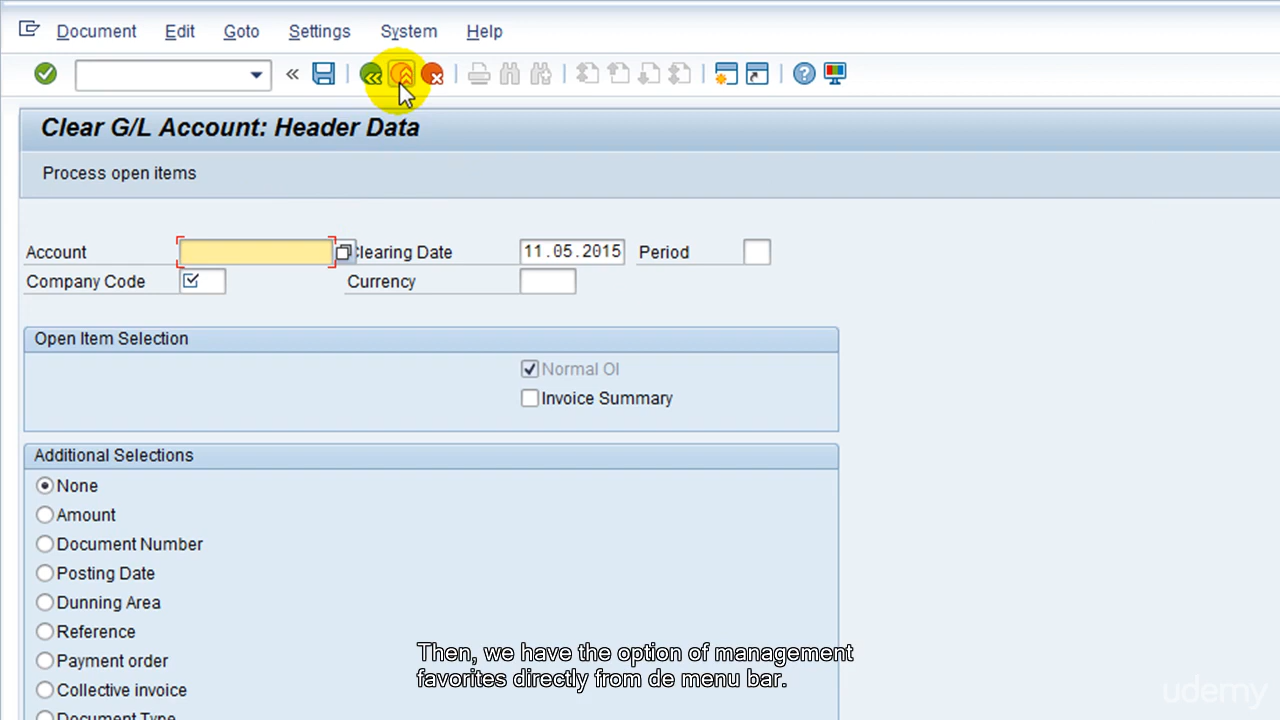 Document Edit Goto Settings System Help
Clear G/L Account: Header Data
Process open items
Account Clearing Date 11.05.2015 Period
Company Code Currency
Open Item Selection
Normal OI
Invoice Summary
Additional Selections
None
Amount
Document Number
Posting Date
Dunning Area
Reference
Payment order
Collective invoice
Document Type
Then, we have the option of management
favorites directly from de menu bar.
udemy